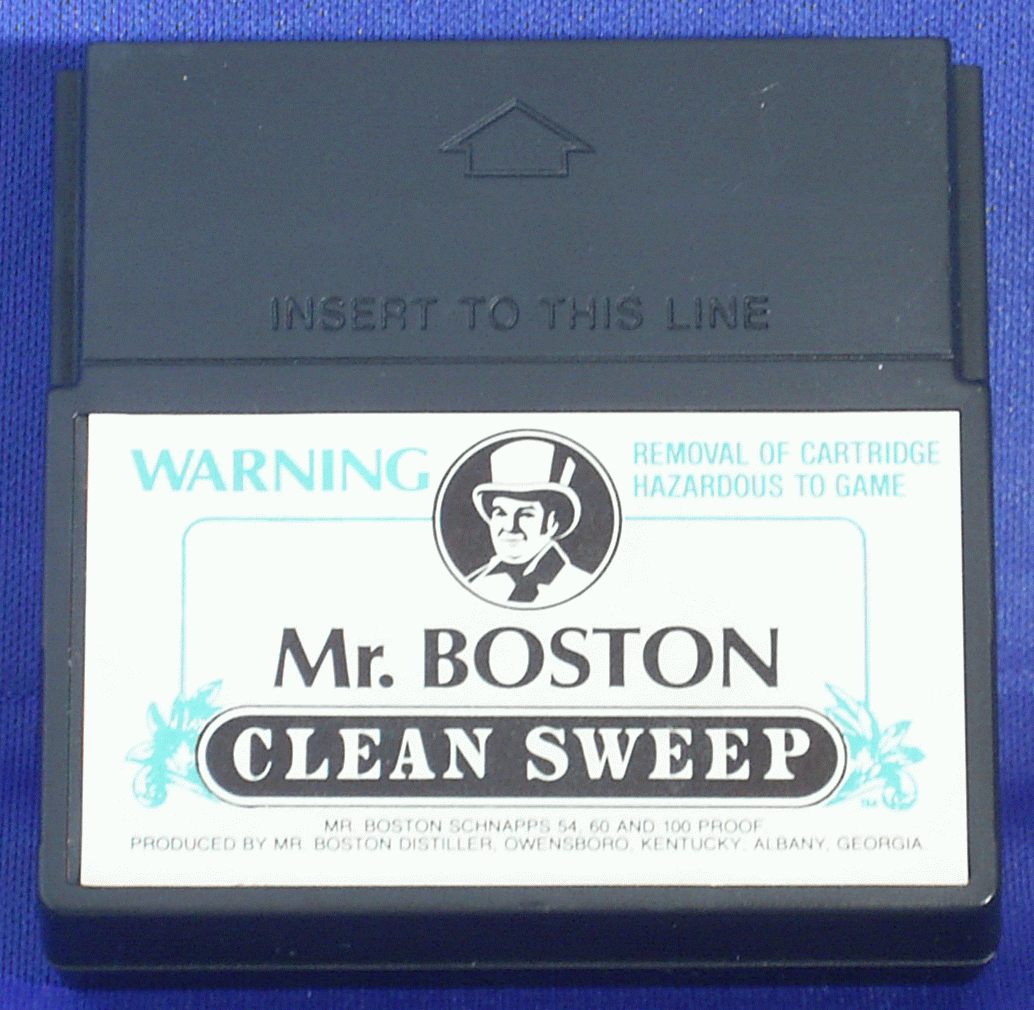 INSERT TO THIS LINE
WARNING
REMOVAL OF CARTRIDGE
HAZARDOUS TO GAME
Mr. BOSTON
CLEAN SWEEP
TM
MR. BOSTON SCHNAPPS 54, 60 AND 100 PROOF
PRODUCED BY MR. BOSTON DISTILLER, OWENSBORO, KENTUCKY, ALBANY, GEORGIA